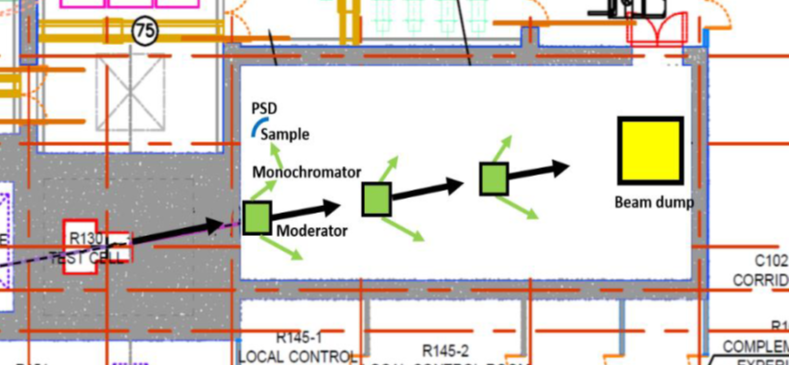 75
PSD
Sample
Monochromator
Moderator
Beam dump
R130
TEST CELL
C102
CORRID
R145-1
LOCAL CONTROL
R145-2
R1
COMPLEM